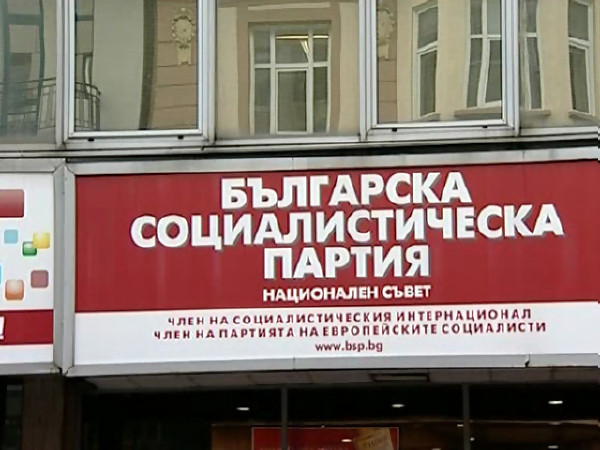 БЪЛГАРСКА
СОЦИАЛИСТИЧЕСКА
ПАРТИЯ
НАЦИОНАЛЕН СЪВЕТ
ЧЛЕН НА СОЦИАЛИСТИЧЕСКИЯ ИНТЕРНАЦИОНАЛ
ЧЛЕН НА ПАРТИЯТА НА ЕВРОПЕЙСКИТЕ СОЦИАЛИСТИ
www.bsp.bg
!